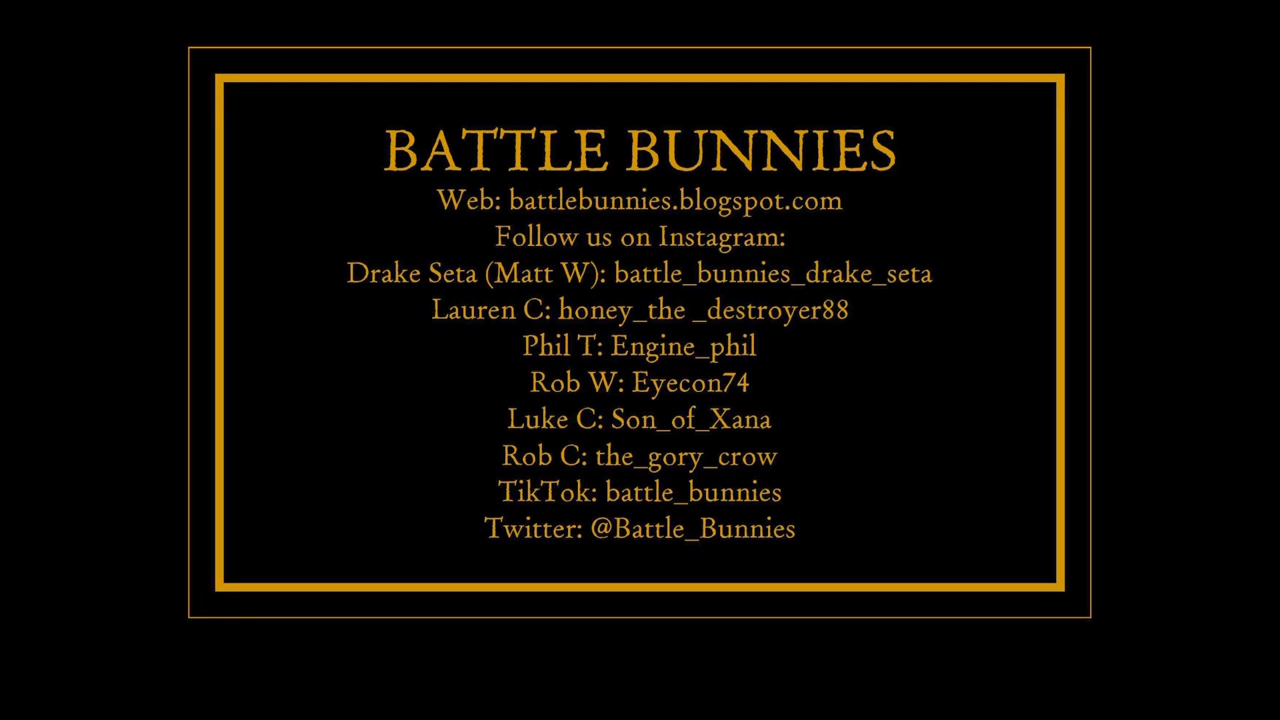 BATTLE BUNNIES
Web: battlebunnies.blogspot.com
Follow us on Instagram:
Drake Seta (Matt W): battle_bunnies_drake_seta
Lauren C: honey_the _destroyer88
Phil T: Engine_phil
Rob W: Eyecon74
Luke C: Son_of_Xana
Rob C: the_gory_crow
TikTok: battle_bunnies
Twitter: @Battle_Bunnies